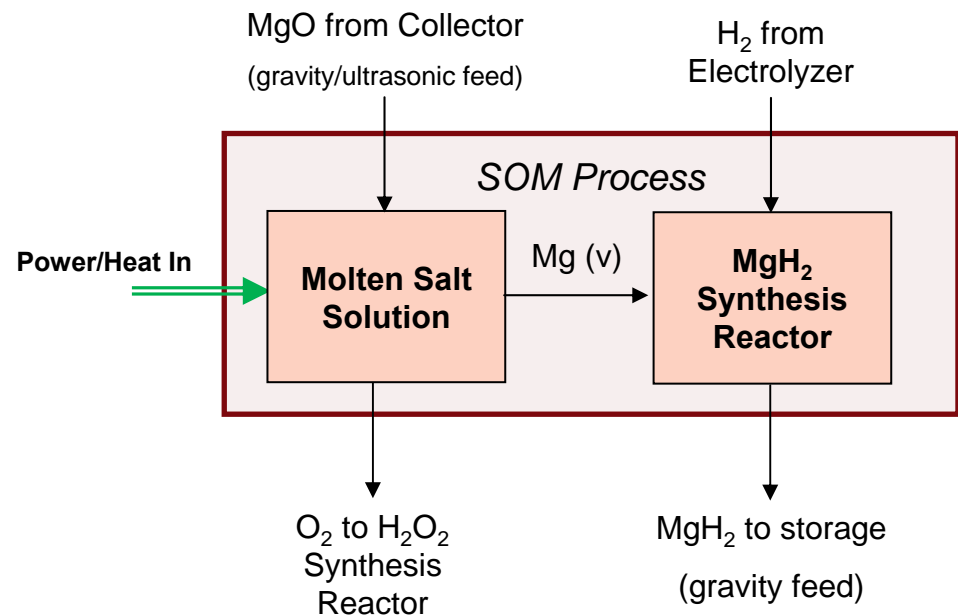 MgO from Collector
(gravity/ultrasonic feed)
H₂ from
Electrolyzer
SOM Process
Power/Heat In
Molten Salt
Solution
Mg (v)
MgH₂
Synthesis
Reactor
O₂ to H₂O₂
Synthesis
Reactor
MgH₂ to storage
(gravity feed)